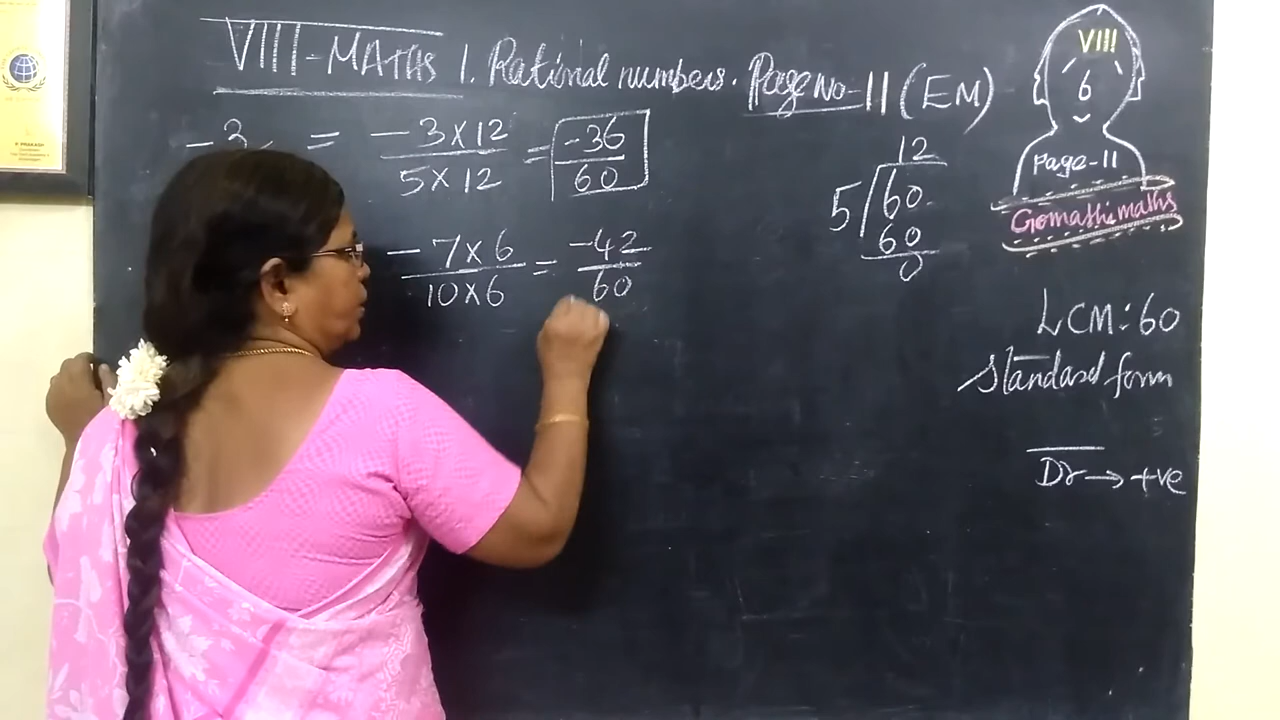 VIII-MATHS 1. Rational numbers. Page No-11 (EM)
-3 = -3×12 / 5×12 = -36 / 60
-7×6 / 10×6 = -42 / 60
12
5 60
60
0
VIII
6
Page-11
Gomathi maths
LCM: 60
Standard form
Dr → +ve
P. PRAKASH